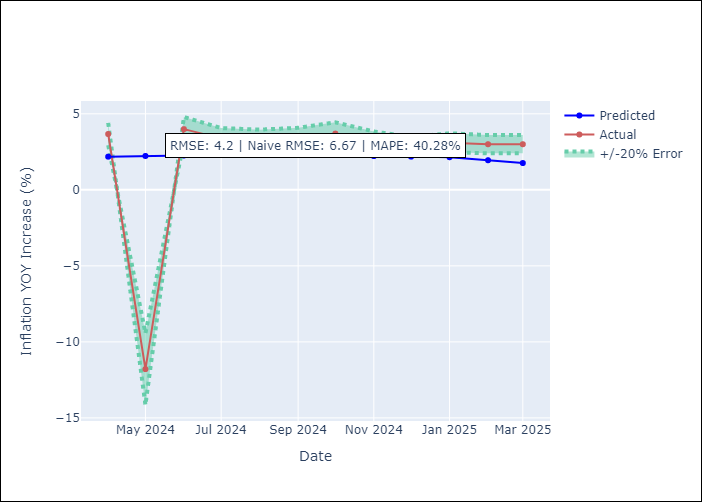 5
0
−5
−10
−15
Inflation YOY Increase (%)
RMSE: 4.2 | Naive RMSE: 6.67 | MAPE: 40.28%
Predicted
Actual
+/-20% Error
May 2024
Jul 2024
Sep 2024
Nov 2024
Jan 2025
Mar 2025
Date